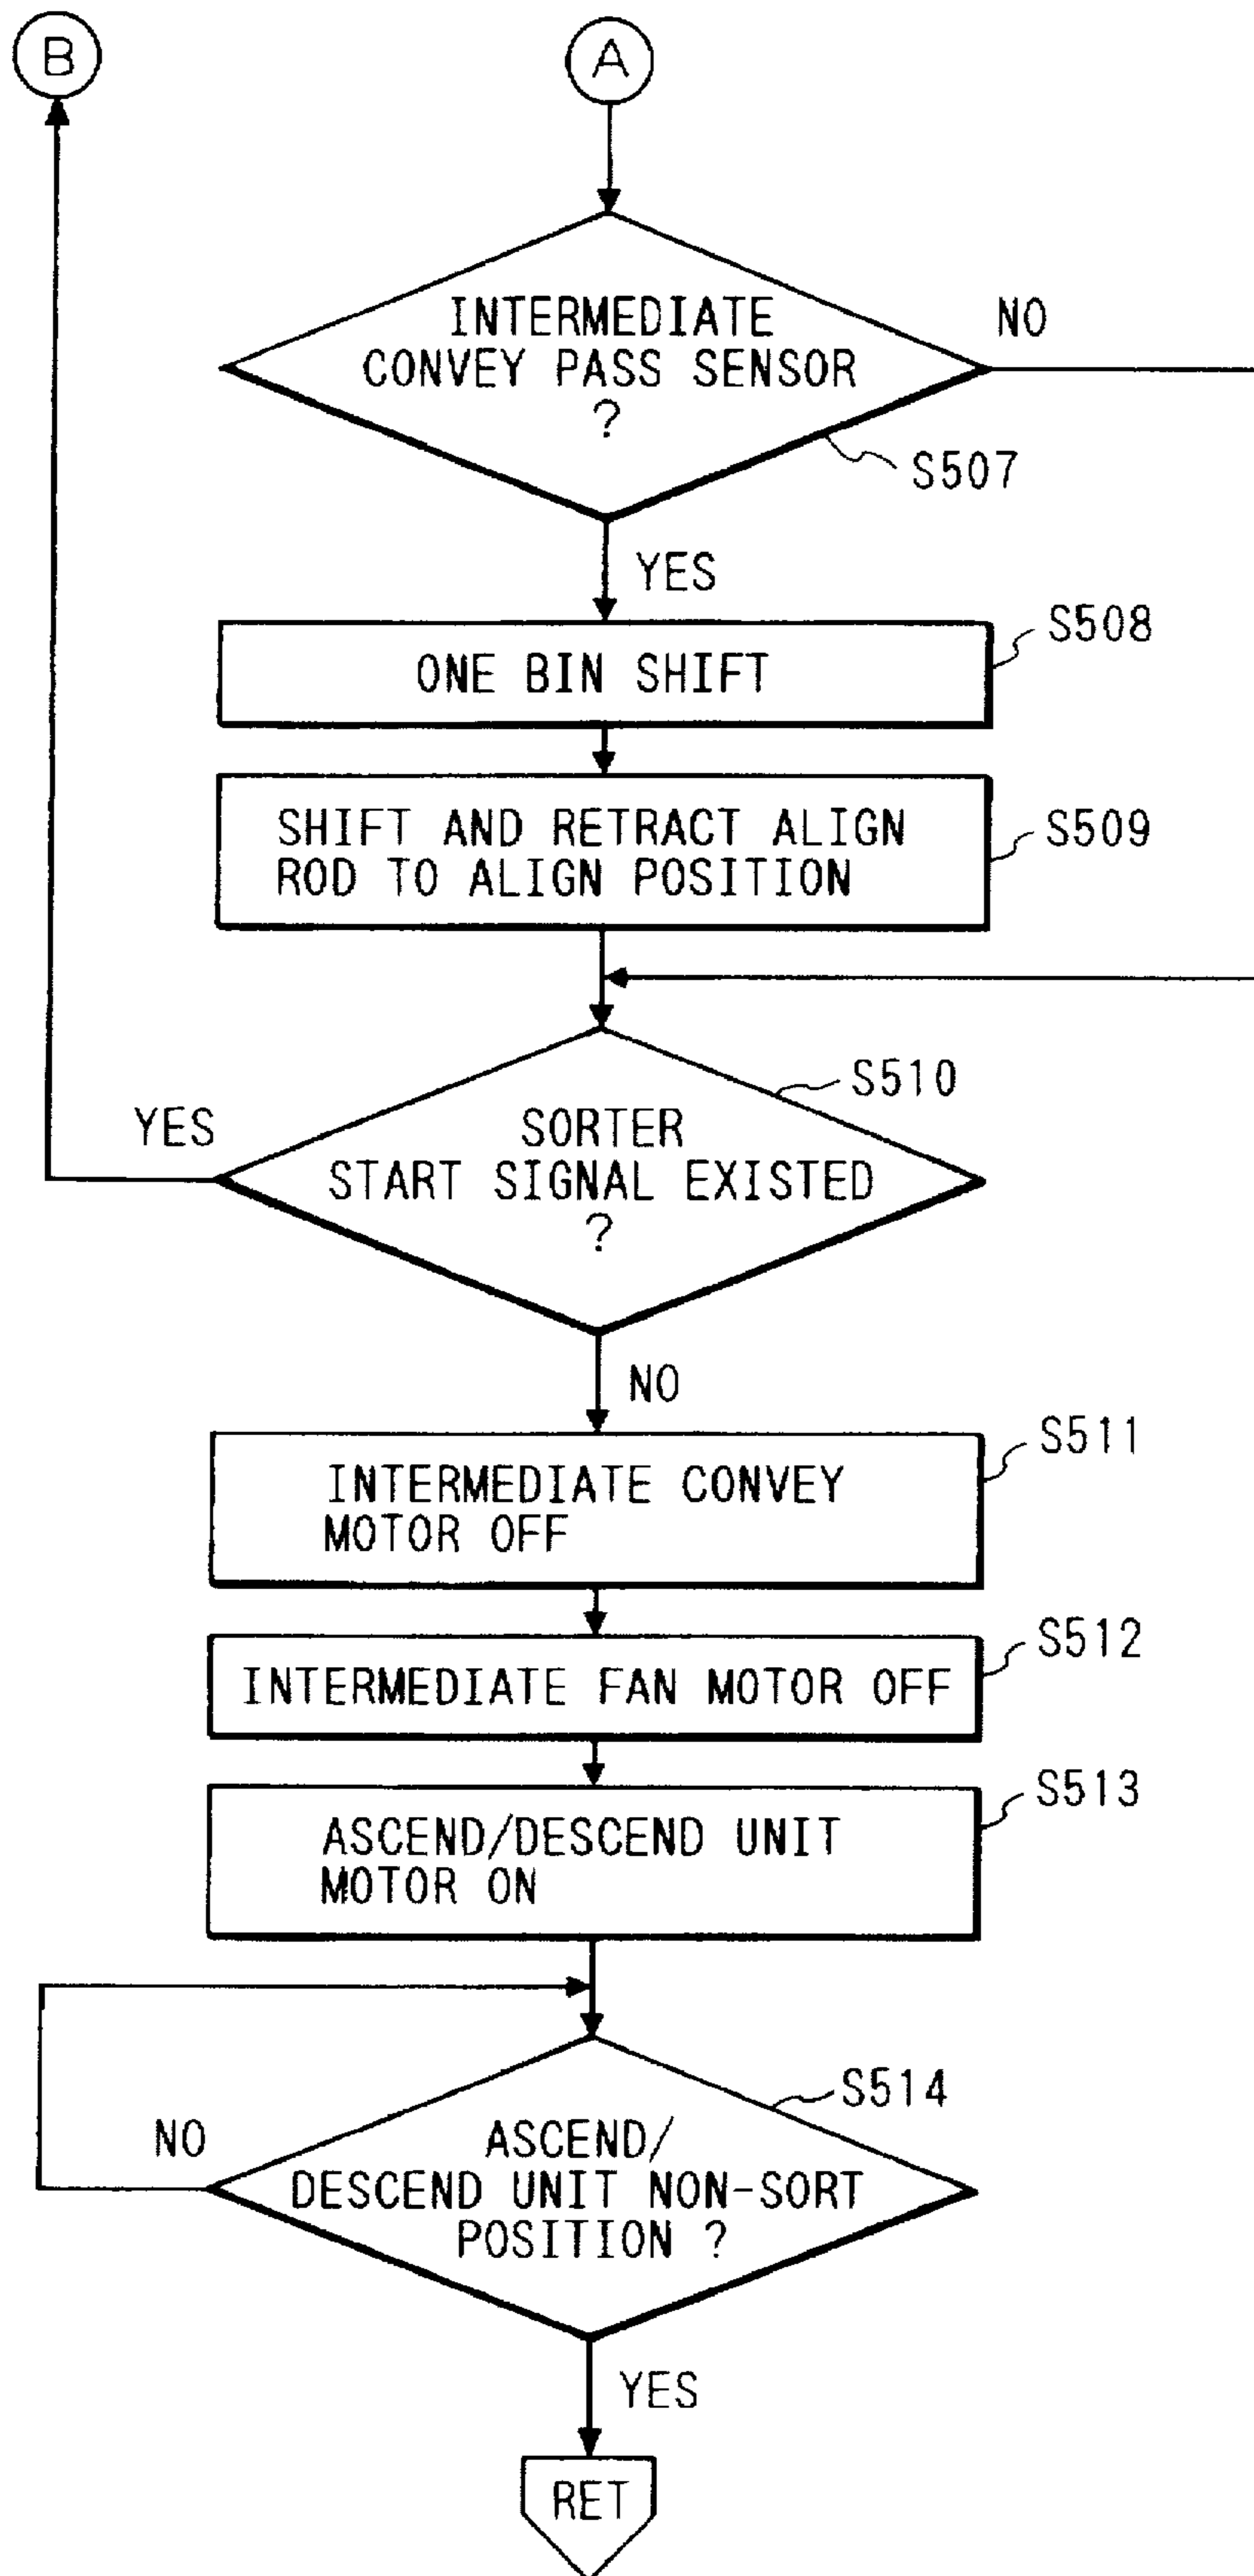 B
A
INTERMEDIATE
CONVEY PASS SENSOR
?
NO
S507
YES
S508
ONE BIN SHIFT
S509
SHIFT AND RETRACT ALIGN
ROD TO ALIGN POSITION
S510
YES
SORTER
START SIGNAL EXISTED
?
NO
S511
INTERMEDIATE CONVEY
MOTOR OFF
S512
INTERMEDIATE FAN MOTOR OFF
S513
ASCEND/DESCEND UNIT
MOTOR ON
S514
NO
ASCEND/
DESCEND UNIT NON-SORT
POSITION ?
YES
RET